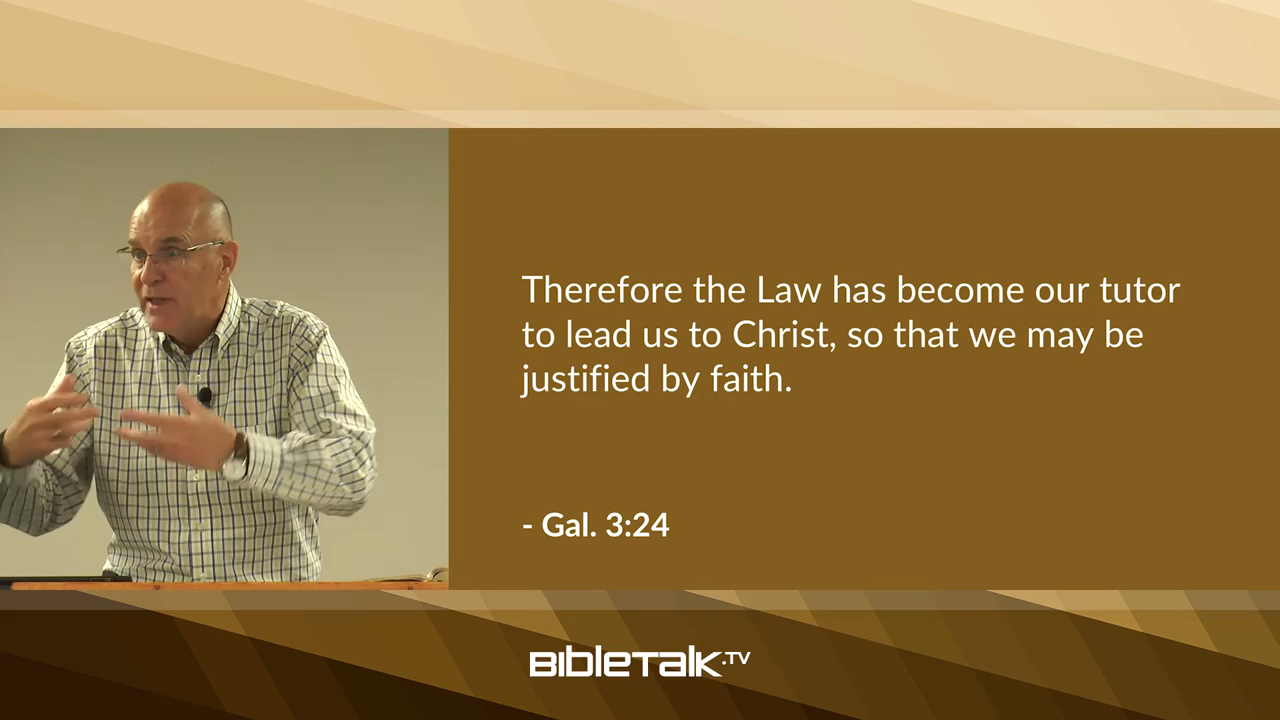 Therefore the Law has become our tutor
to lead us to Christ, so that we may be
justified by faith.
- Gal. 3:24
BIBLETALK.TV